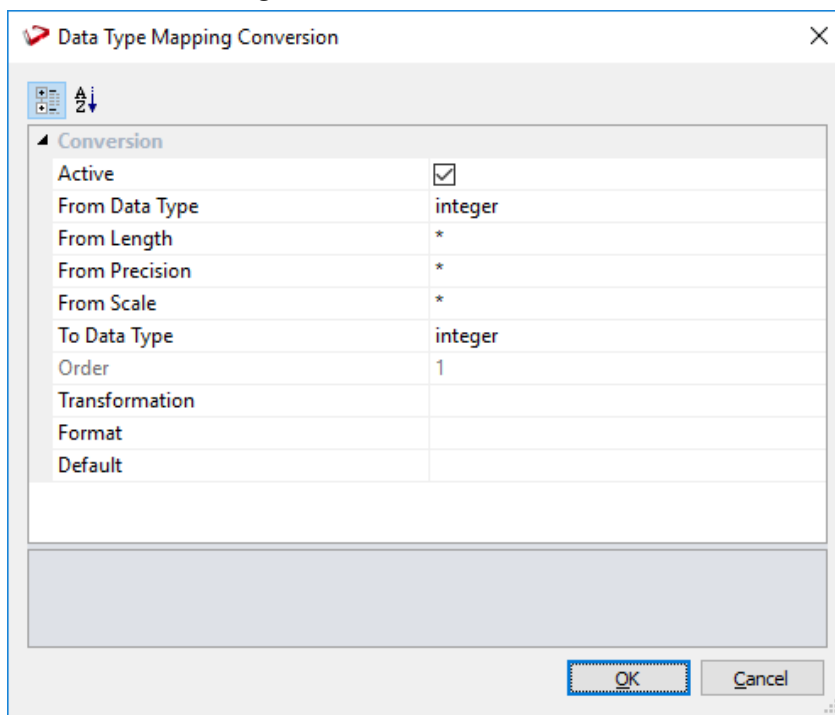 Data Type Mapping Conversion
Conversion
Active
From Data Type integer
From Length *
From Precision *
From Scale *
To Data Type integer
Order 1
Transformation
Format
Default
OK Cancel